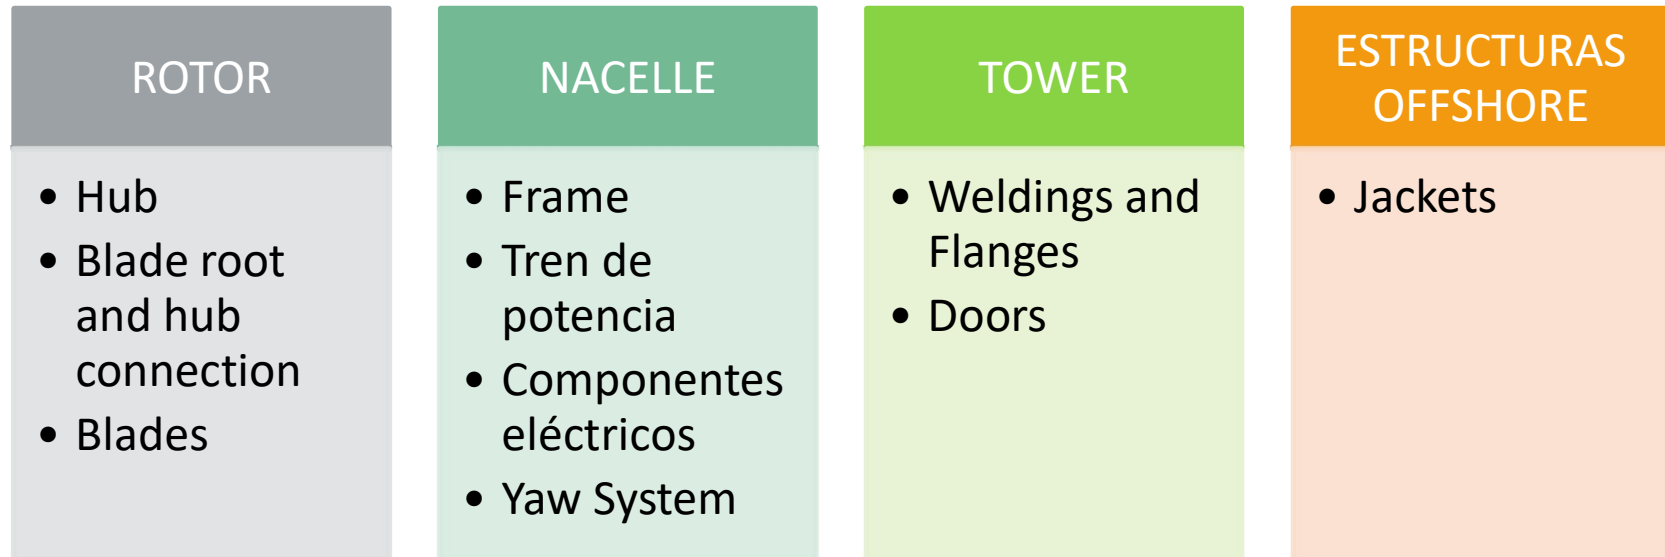 ROTOR
• Hub
• Blade root
and hub
connection
• Blades
NACELLE
• Frame
• Tren de
potencia
• Componentes
eléctricos
• Yaw System
TOWER
• Weldings and
Flanges
• Doors
ESTRUCTURAS
OFFSHORE
• Jackets